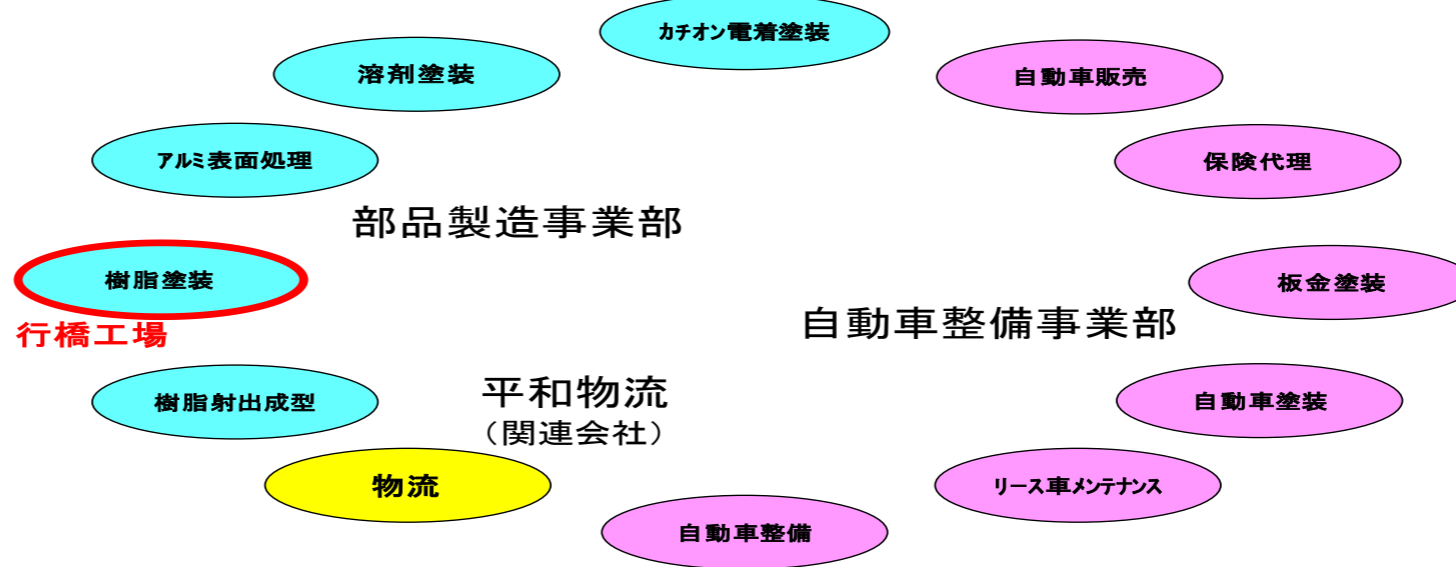 カチオン電着塗装
溶剤塗装
自動車販売
アルミ表面処理
保険代理
部品製造事業部
樹脂塗装
板金塗装
行橋工場
自動車整備事業部
樹脂射出成型
平和物流
（関連会社）
自動車塗装
物流
リース車メンテナンス
自動車整備